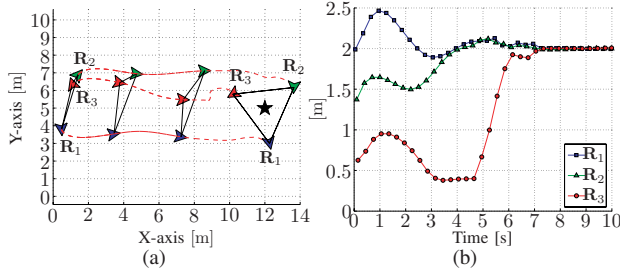 10
9
8
7
6
5
4
3
2
1
0
Y-axis [m]
R2
R3
R1
R3
R2
R1
0 2 4 6 8 10 12 14
X-axis [m]
(a)
2.5
2
1.5
1
0.5
0
[m]
R1
R2
R3
0 1 2 3 4 5 6 7 8 9 10
Time [s]
(b)